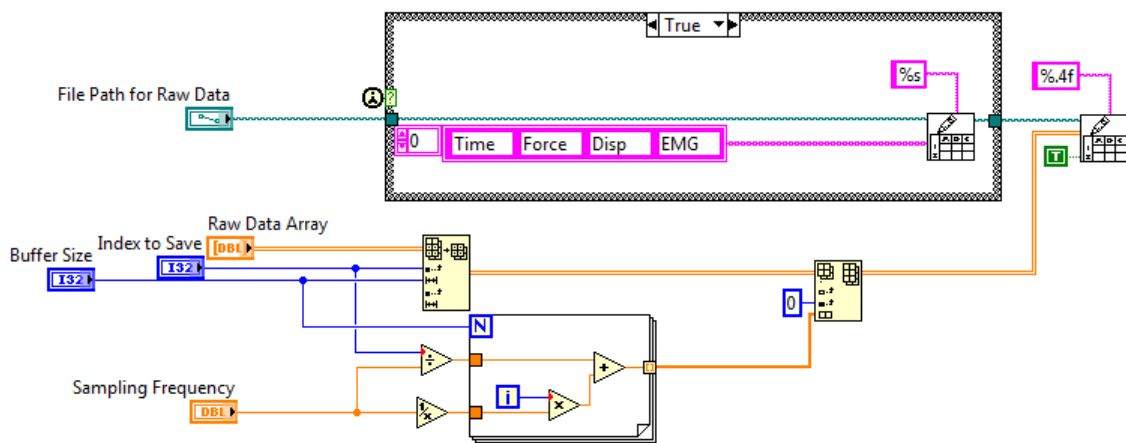 True
%s
%.4f
File Path for Raw Data
?
0
Time Force Disp EMG
T
Raw Data Array
[DBL]
Index to Save
I32
Buffer Size
I32
N
0
÷
+
i
x
Sampling Frequency
DBL
1/x